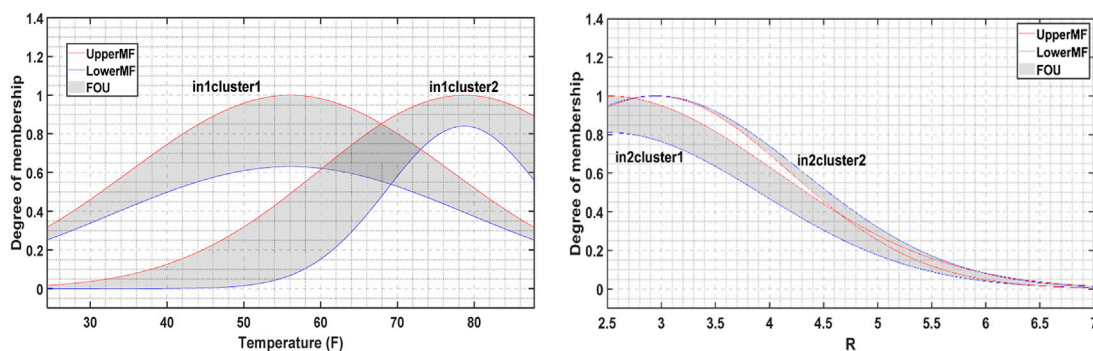 1.4
1.2
1
0.8
0.6
0.4
0.2
0
Degree of membership
UpperMF
LowerMF
FOU
in1cluster1
in1cluster2
30 40 50 60 70 80
Temperature (F)
1.4
1.2
1
0.8
0.6
0.4
0.2
0
Degree of membership
UpperMF
LowerMF
FOU
in2cluster1
in2cluster2
2.5 3 3.5 4 4.5 5 5.5 6 6.5 7
R